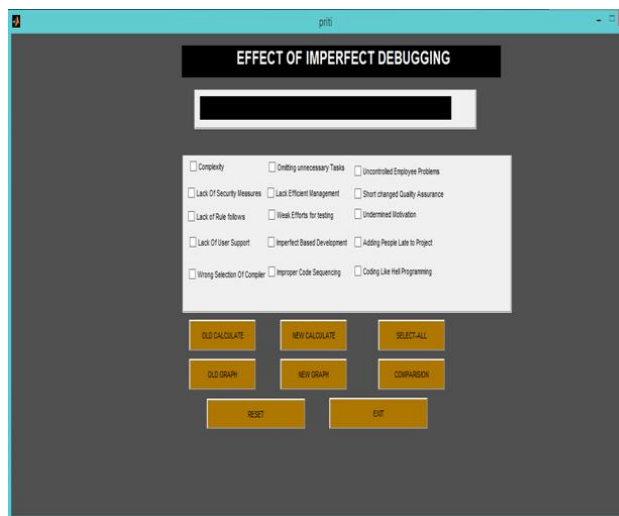 priti
EFFECT OF IMPERFECT DEBUGGING
Complexity
Omitting unnecessary Tasks
Uncontrolled Employee Problems
Lack Of Security Measures
Lack Efficient Management
Short changed Quality Assurance
Lack of Rule follows
Weak Efforts for testing
Undermined Motivation
Lack Of User Support
Imperfect Based Development
Adding People Late to Project
Wrong Selection Of Compiler
Improper Code Sequencing
Coding Like Hell Programming
OLD CALCULATE
NEW CALCULATE
SELECT-ALL
OLD GRAPH
NEW GRAPH
COMPARISION
RESET
EXIT